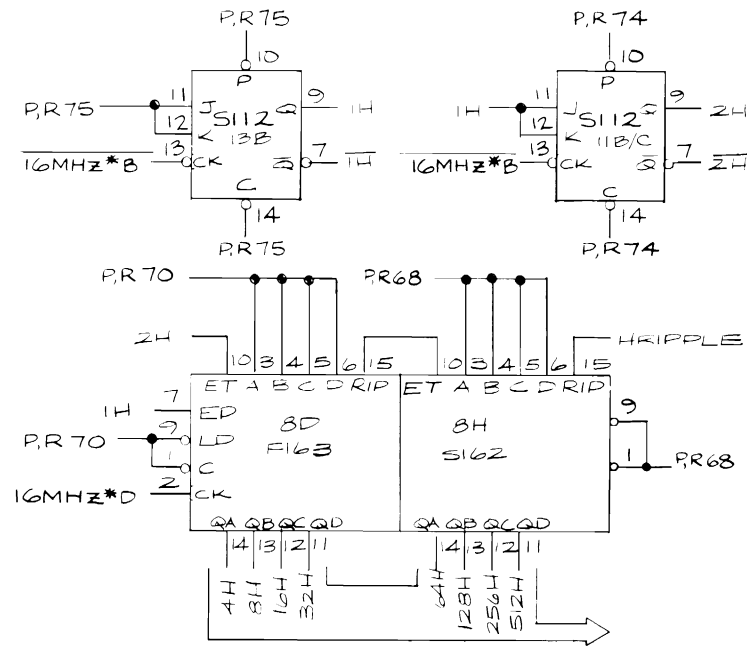 P,R75 P,R74
10 10
P P
P,R75 11 J S112 Q 9 1H 1H 11 J S112 Q 9 2H
12 K 13B 12 K 11B/C
16MHZ*B 13 CK Q 7 1H 16MHZ*B 13 CK Q 7 2H
C C
14 14
P,R75 P,R74
P,R70 P,R68
2H HRIPPLE
10 3 4 5 6 15 10 3 4 5 6 15
ET A B C D RIP ET A B C D RIP
1H 7 ED 8D 8H 9
P,R70 9 LD F163 S162
1 C 1 P,R68
16MHZ*D 2 CK
QA QB QC QD QA QB QC QD
14 13 12 11 14 13 12 11
4H 8H 16H 32H 64H 128H 256H 512H